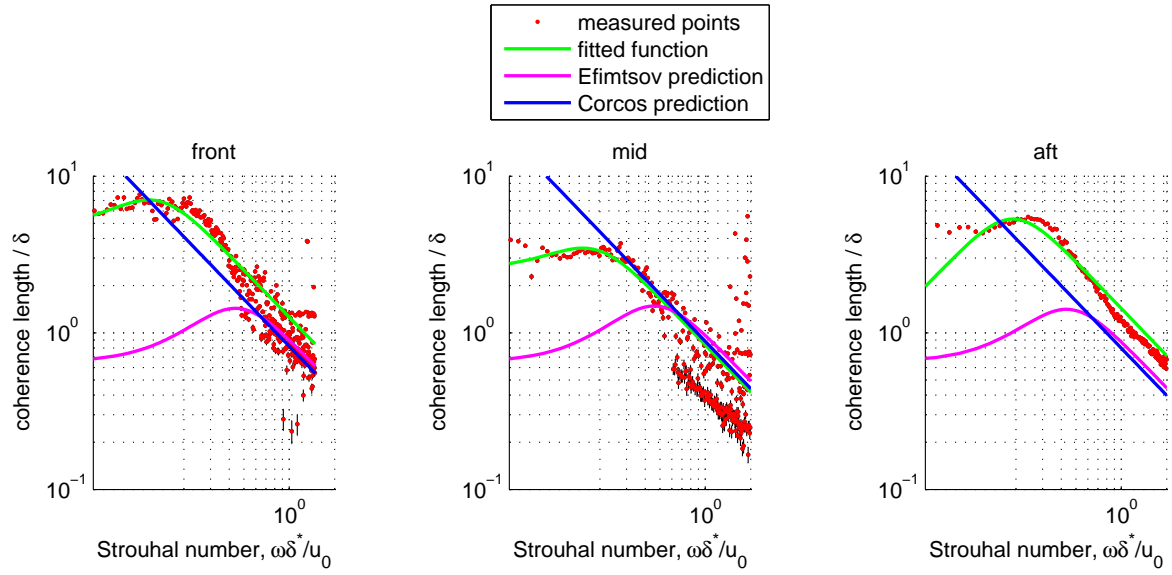 measured points
fitted function
Efimtsov prediction
Corcos prediction
front
10^1
10^0
10^-1
coherence length / δ
10^0
Strouhal number, ωδ^*/u_0
mid
10^1
10^0
10^-1
coherence length / δ
10^0
Strouhal number, ωδ^*/u_0
aft
10^1
10^0
10^-1
coherence length / δ
10^0
Strouhal number, ωδ^*/u_0